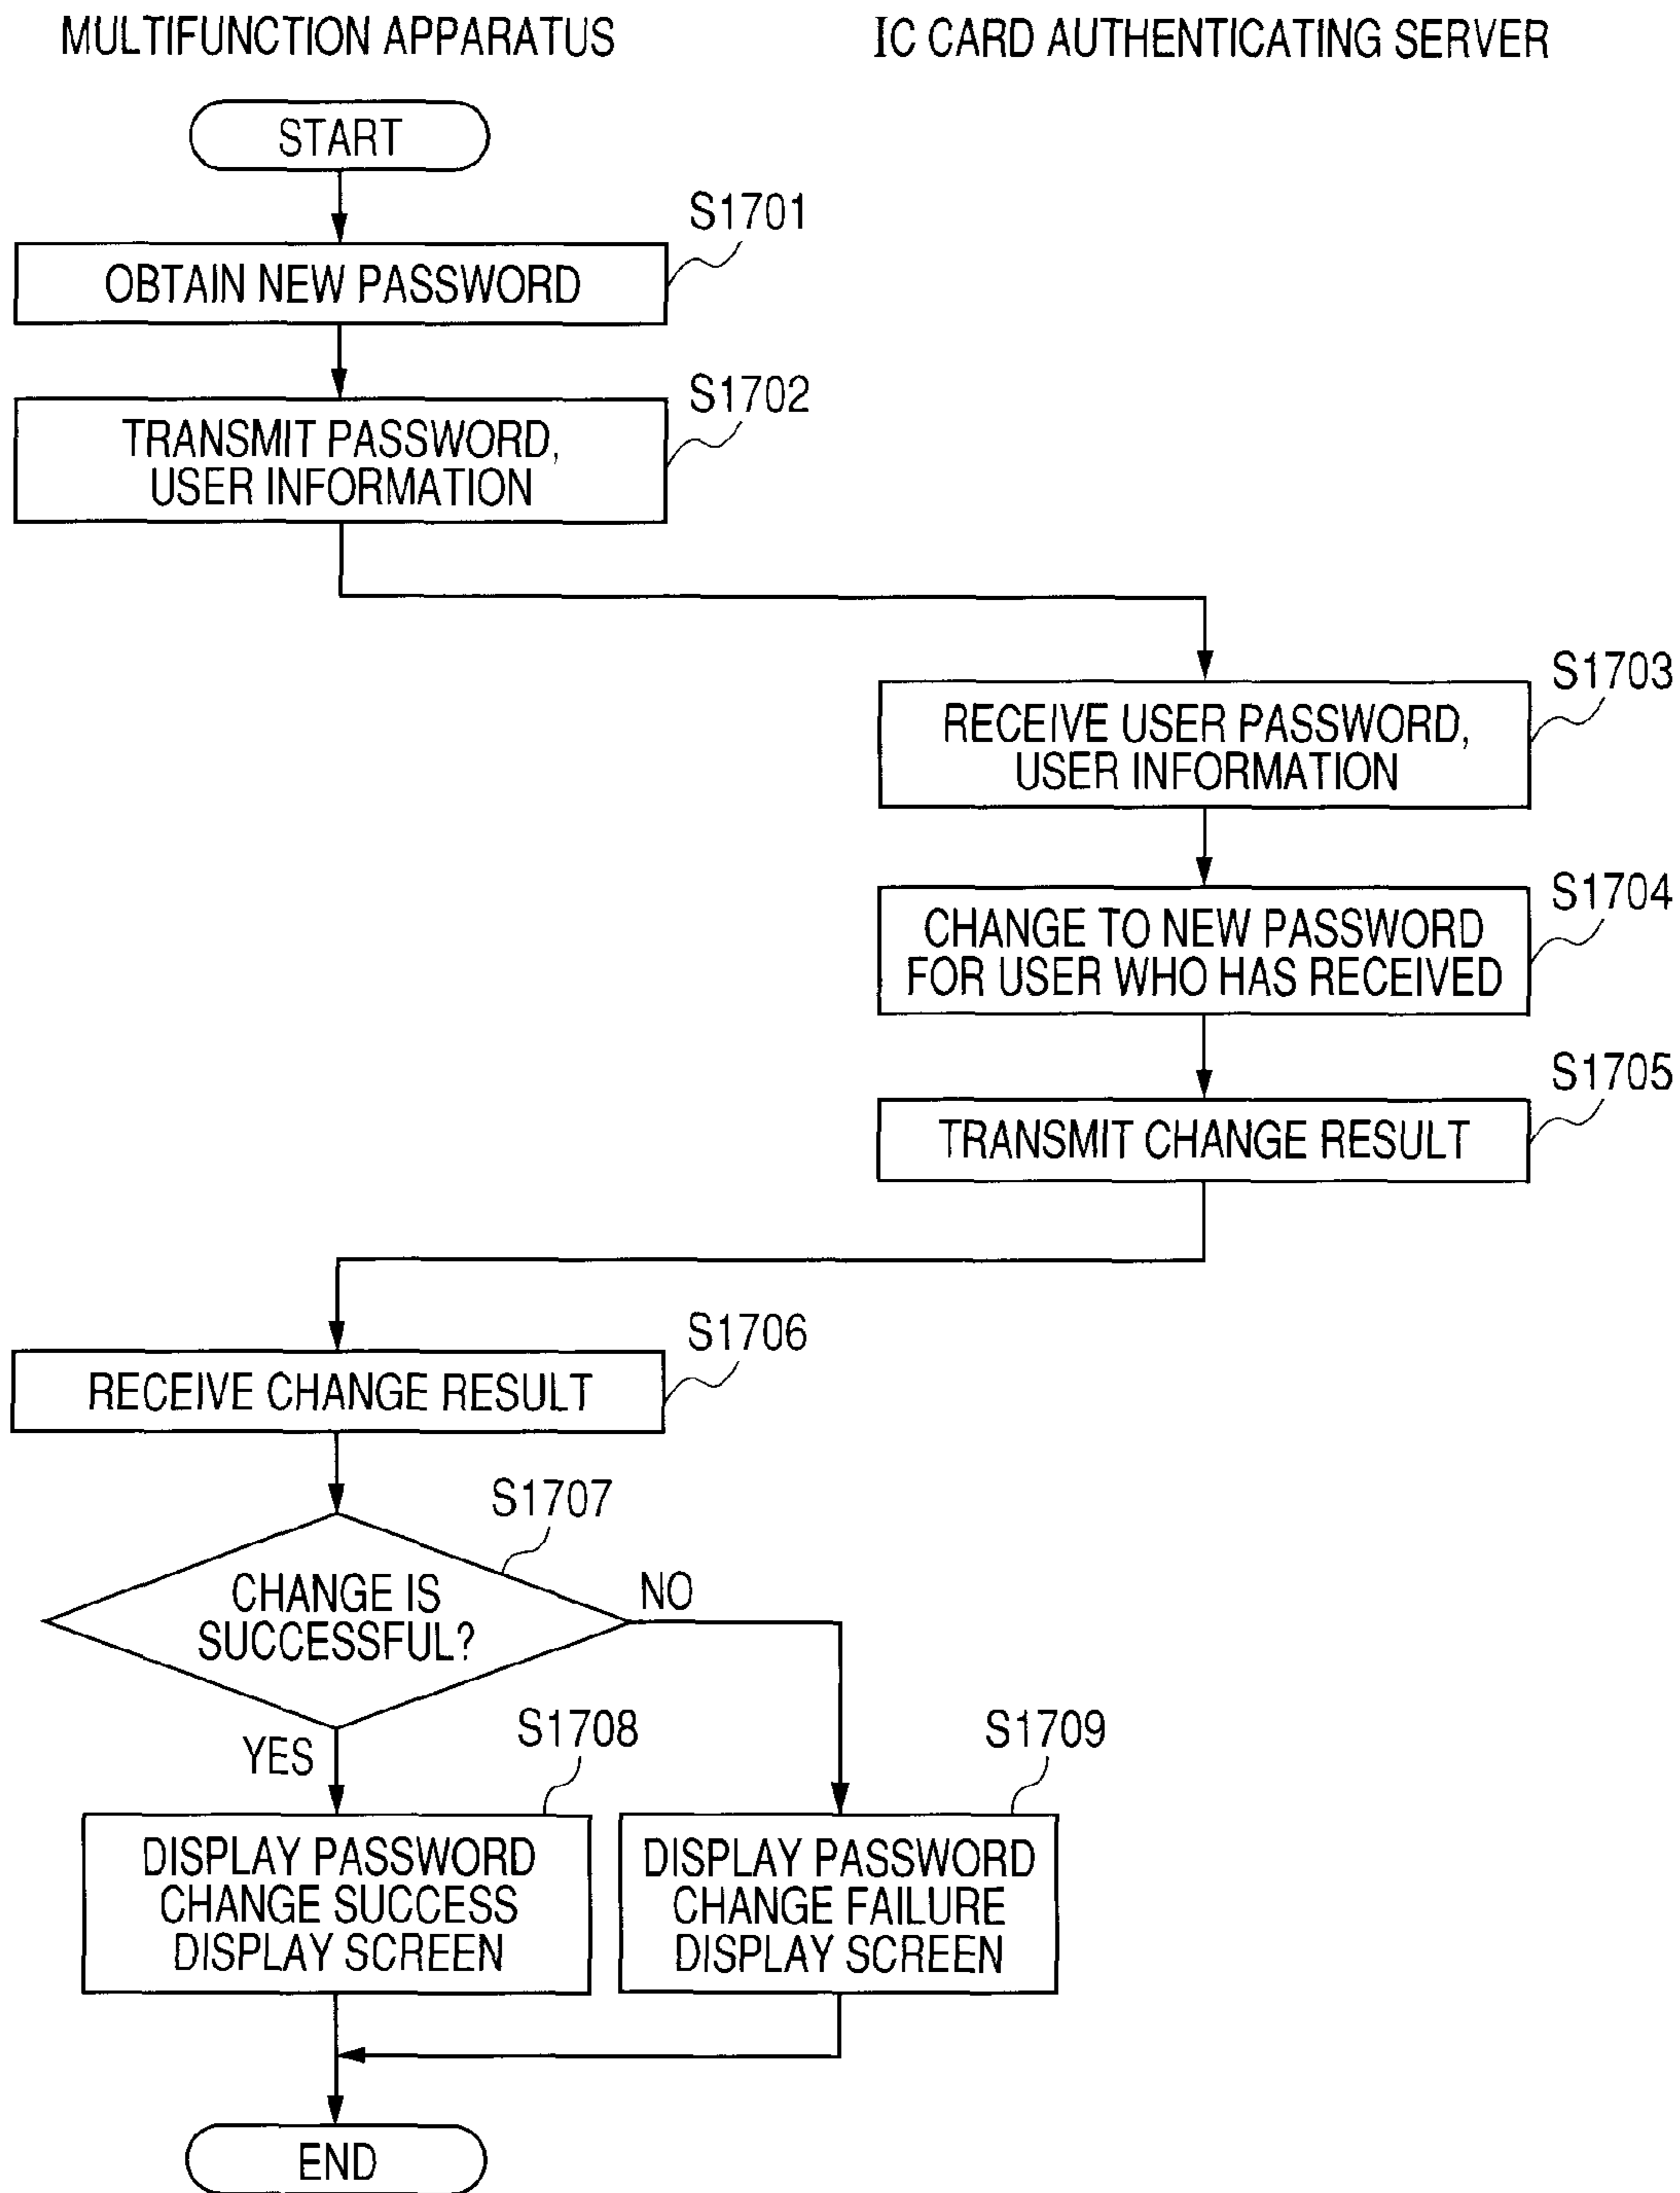 MULTIFUNCTION APPARATUS
IC CARD AUTHENTICATING SERVER
START
S1701
OBTAIN NEW PASSWORD
S1702
TRANSMIT PASSWORD,
USER INFORMATION
S1703
RECEIVE USER PASSWORD,
USER INFORMATION
S1704
CHANGE TO NEW PASSWORD
FOR USER WHO HAS RECEIVED
S1705
TRANSMIT CHANGE RESULT
S1706
RECEIVE CHANGE RESULT
S1707
CHANGE IS
SUCCESSFUL?
NO
YES
S1708
DISPLAY PASSWORD
CHANGE SUCCESS
DISPLAY SCREEN
S1709
DISPLAY PASSWORD
CHANGE FAILURE
DISPLAY SCREEN
END